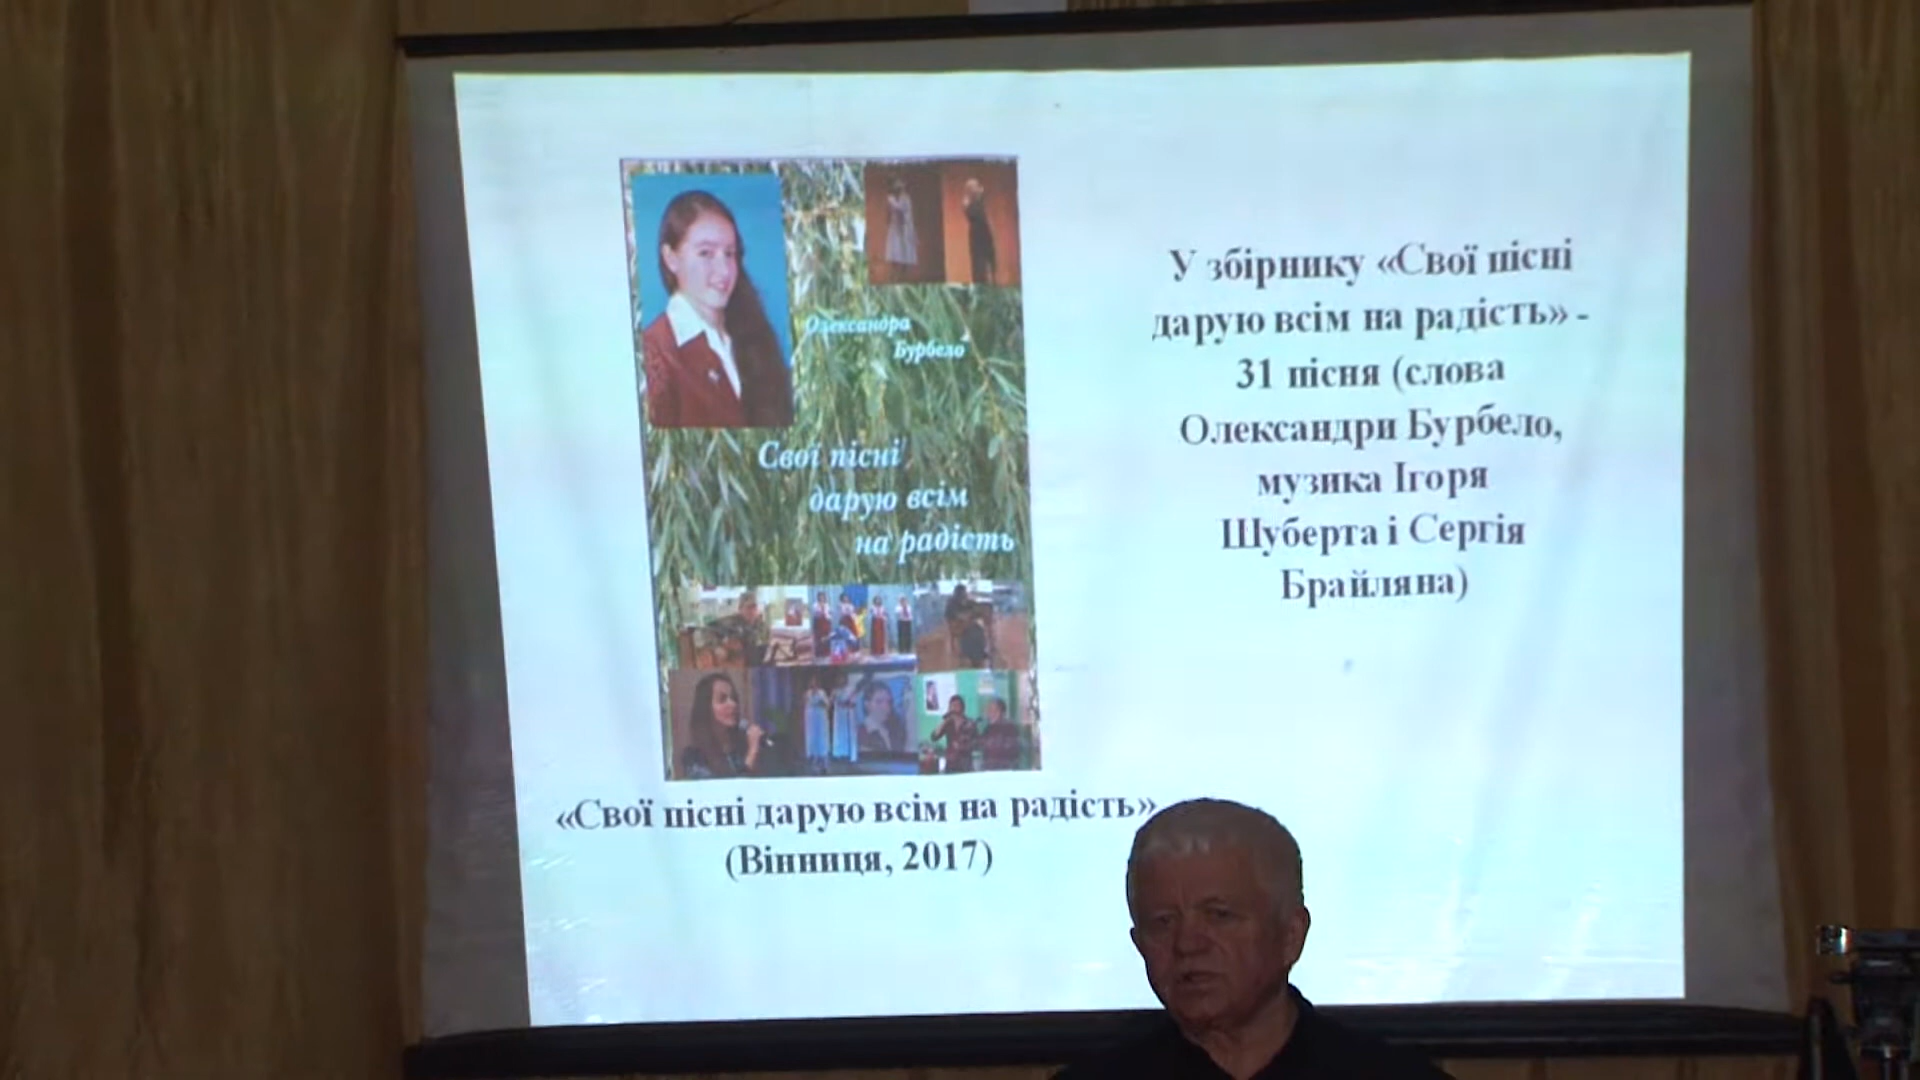 Олександра
Бурбело
Свої пісні
дарую всім
на радість
«Свої пісні дарую всім на радість»
(Вінниця, 2017)
У збірнику «Свої пісні
дарую всім на радість» -
31 пісня (слова
Олександри Бурбело,
музика Ігоря
Шуберта і Сергія
Брайляна)